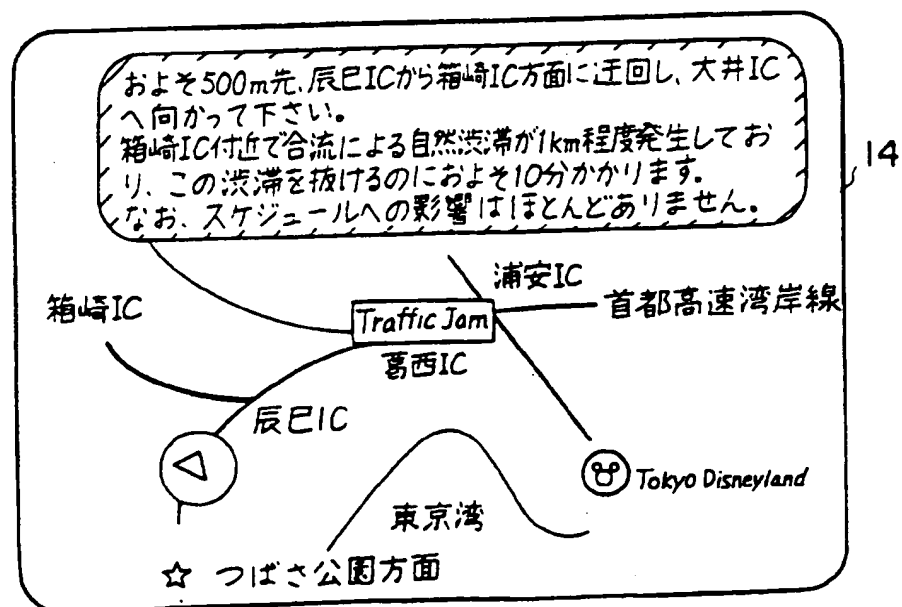 およそ500m先、辰巳ICから箱崎IC方面に迂回し、大井IC
へ向かって下さい。
箱崎IC付近で合流による自然渋滞が1km程度発生してお
り、この渋滞を抜けるのにおよそ10分かかります。
なお、スケジュールへの影響はほとんどありません。
14
浦安IC
箱崎IC
首都高速湾岸線
Traffic Jam
葛西IC
辰巳IC
Tokyo Disneyland
東京湾
☆ つばさ公園方面